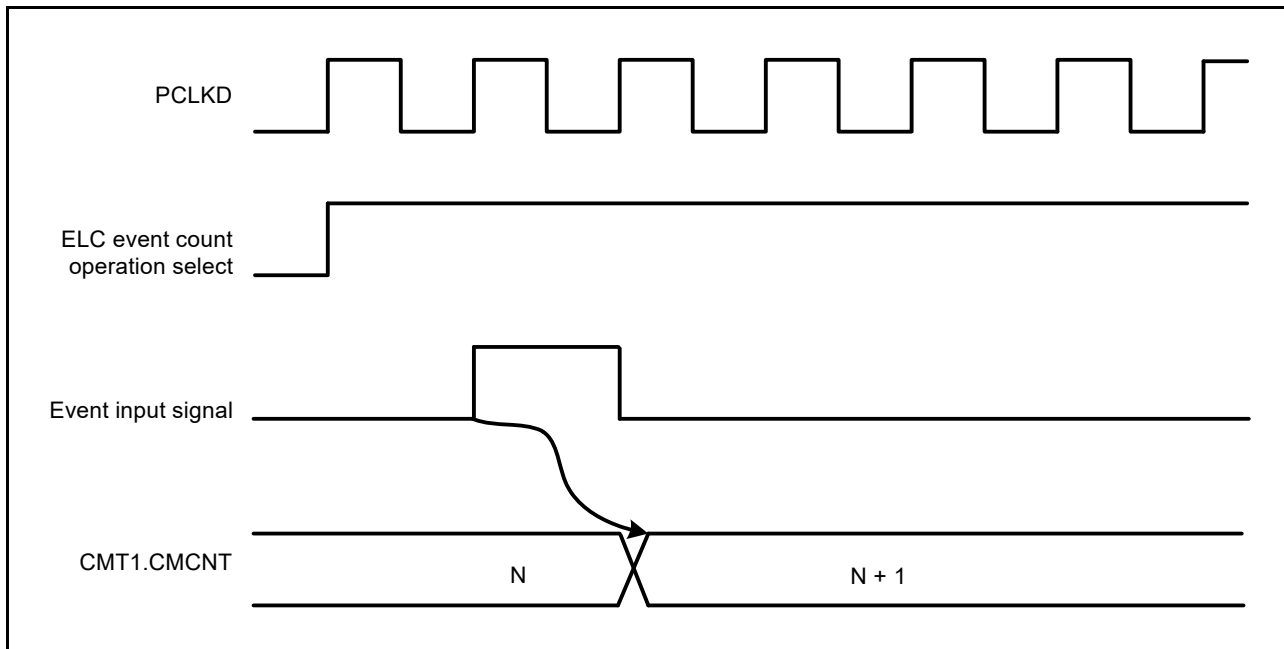 PCLKD
ELC event count
operation select
Event input signal
CMT1.CMCNT
N
N + 1